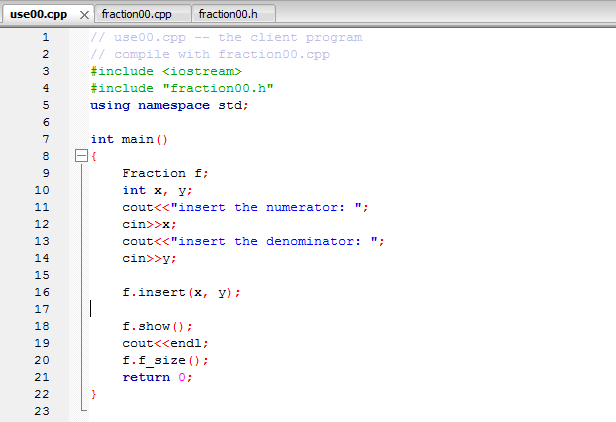 use00.cpp fraction00.cpp fraction00.h
1 // use00.cpp -- the client program
2 // compile with fraction00.cpp
3 #include <iostream>
4 #include "fraction00.h"
5 using namespace std;
6
7 int main()
8 {
9 Fraction f;
10 int x, y;
11 cout<<"insert the numerator: ";
12 cin>>x;
13 cout<<"insert the denominator: ";
14 cin>>y;
15
16 f.insert(x, y);
17
18 f.show();
19 cout<<endl;
20 f.f_size();
21 return 0;
22 }
23